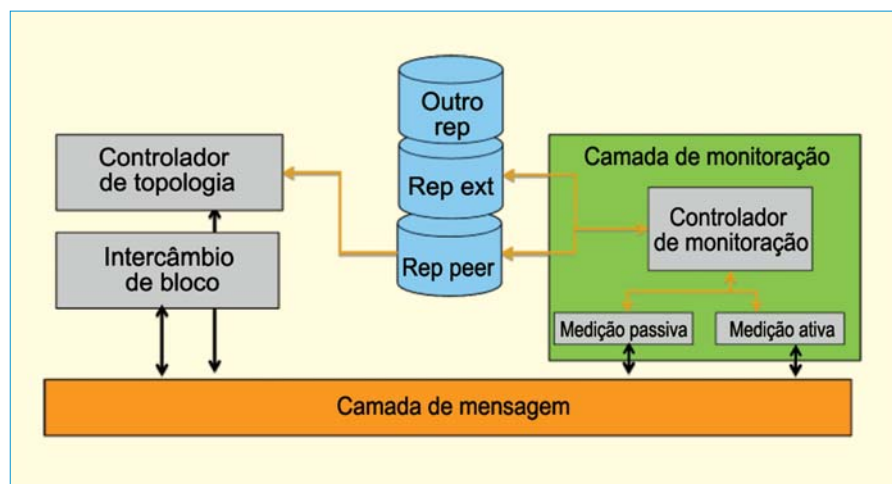 Controlador
de topologia
Intercâmbio
de bloco
Outro
rep
Rep ext
Rep peer
Camada de monitoração
Controlador
de monitoração
Medição passiva
Medição ativa
Camada de mensagem